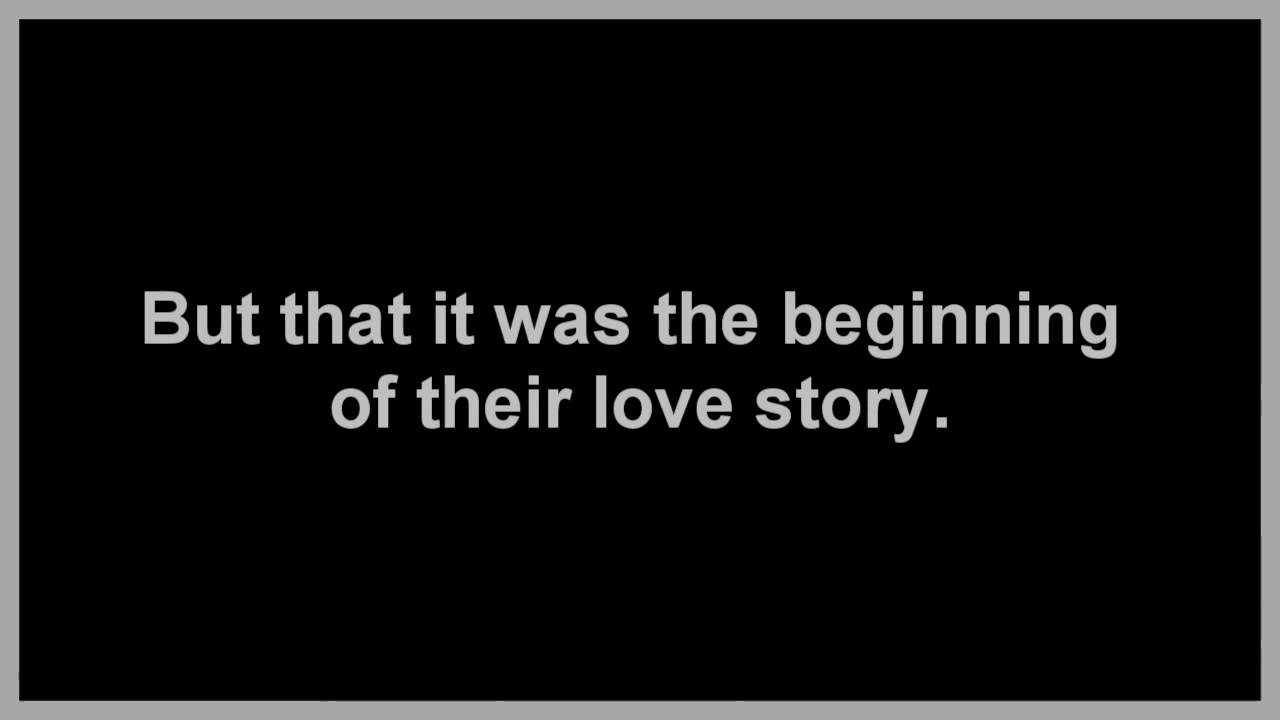 But that it was the beginning
of their love story.